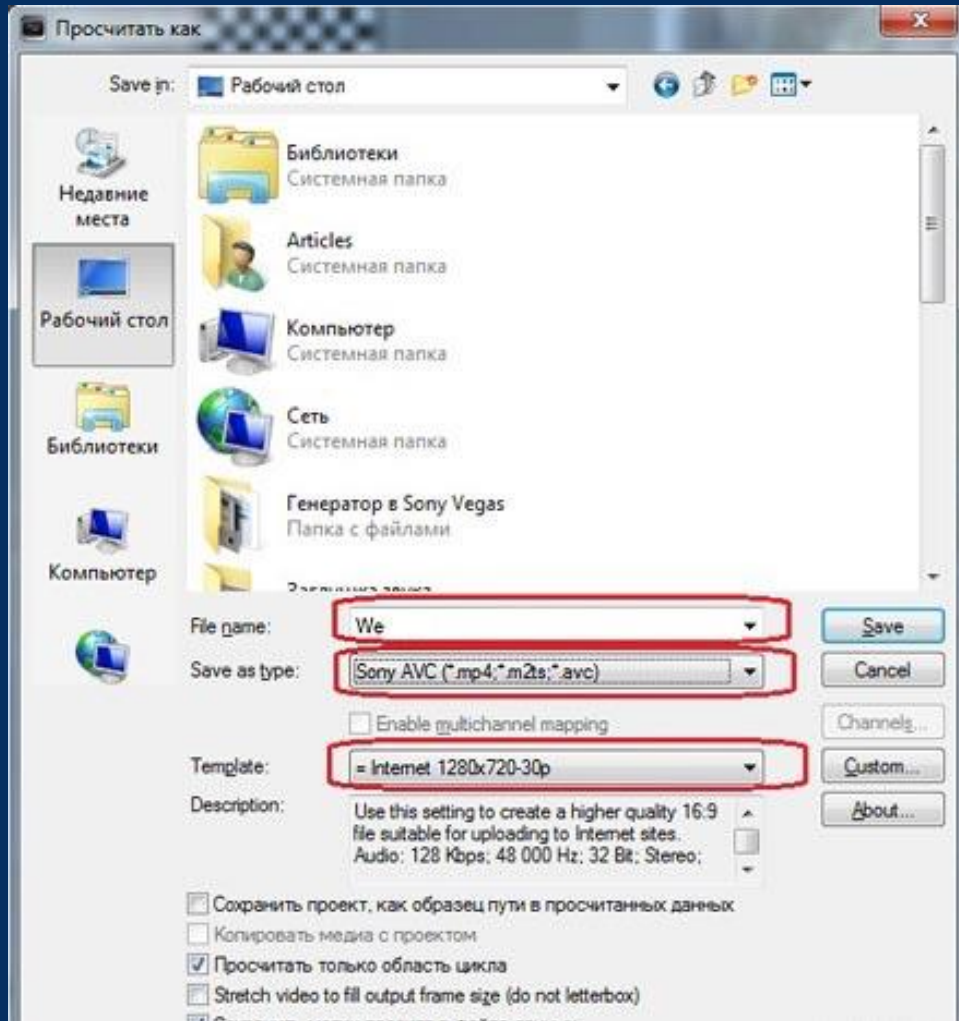 Просчитать как
Save in:
Рабочий стол
Недавние места
Рабочий стол
Библиотеки
Компьютер
Библиотеки
Системная папка
Articles
Системная папка
Компьютер
Системная папка
Сеть
Системная папка
Генератор в Sony Vegas
Папка с файлами
File name:
We
Save
Save as type:
Sony AVC (*.mp4;*.m2ts;*.avc)
Cancel
Enable multichannel mapping
Channels...
Template:
= Internet 1280x720-30p
Custom...
Description:
Use this setting to create a higher quality 16:9
file suitable for uploading to Internet sites.
Audio: 128 Kbps; 48 000 Hz; 32 Bit; Stereo;
About...
Сохранить проект, как образец пути в просчитанных данных
Копировать медиа с проектом
Просчитать только область цикла
Stretch video to fill output frame size (do not letterbox)